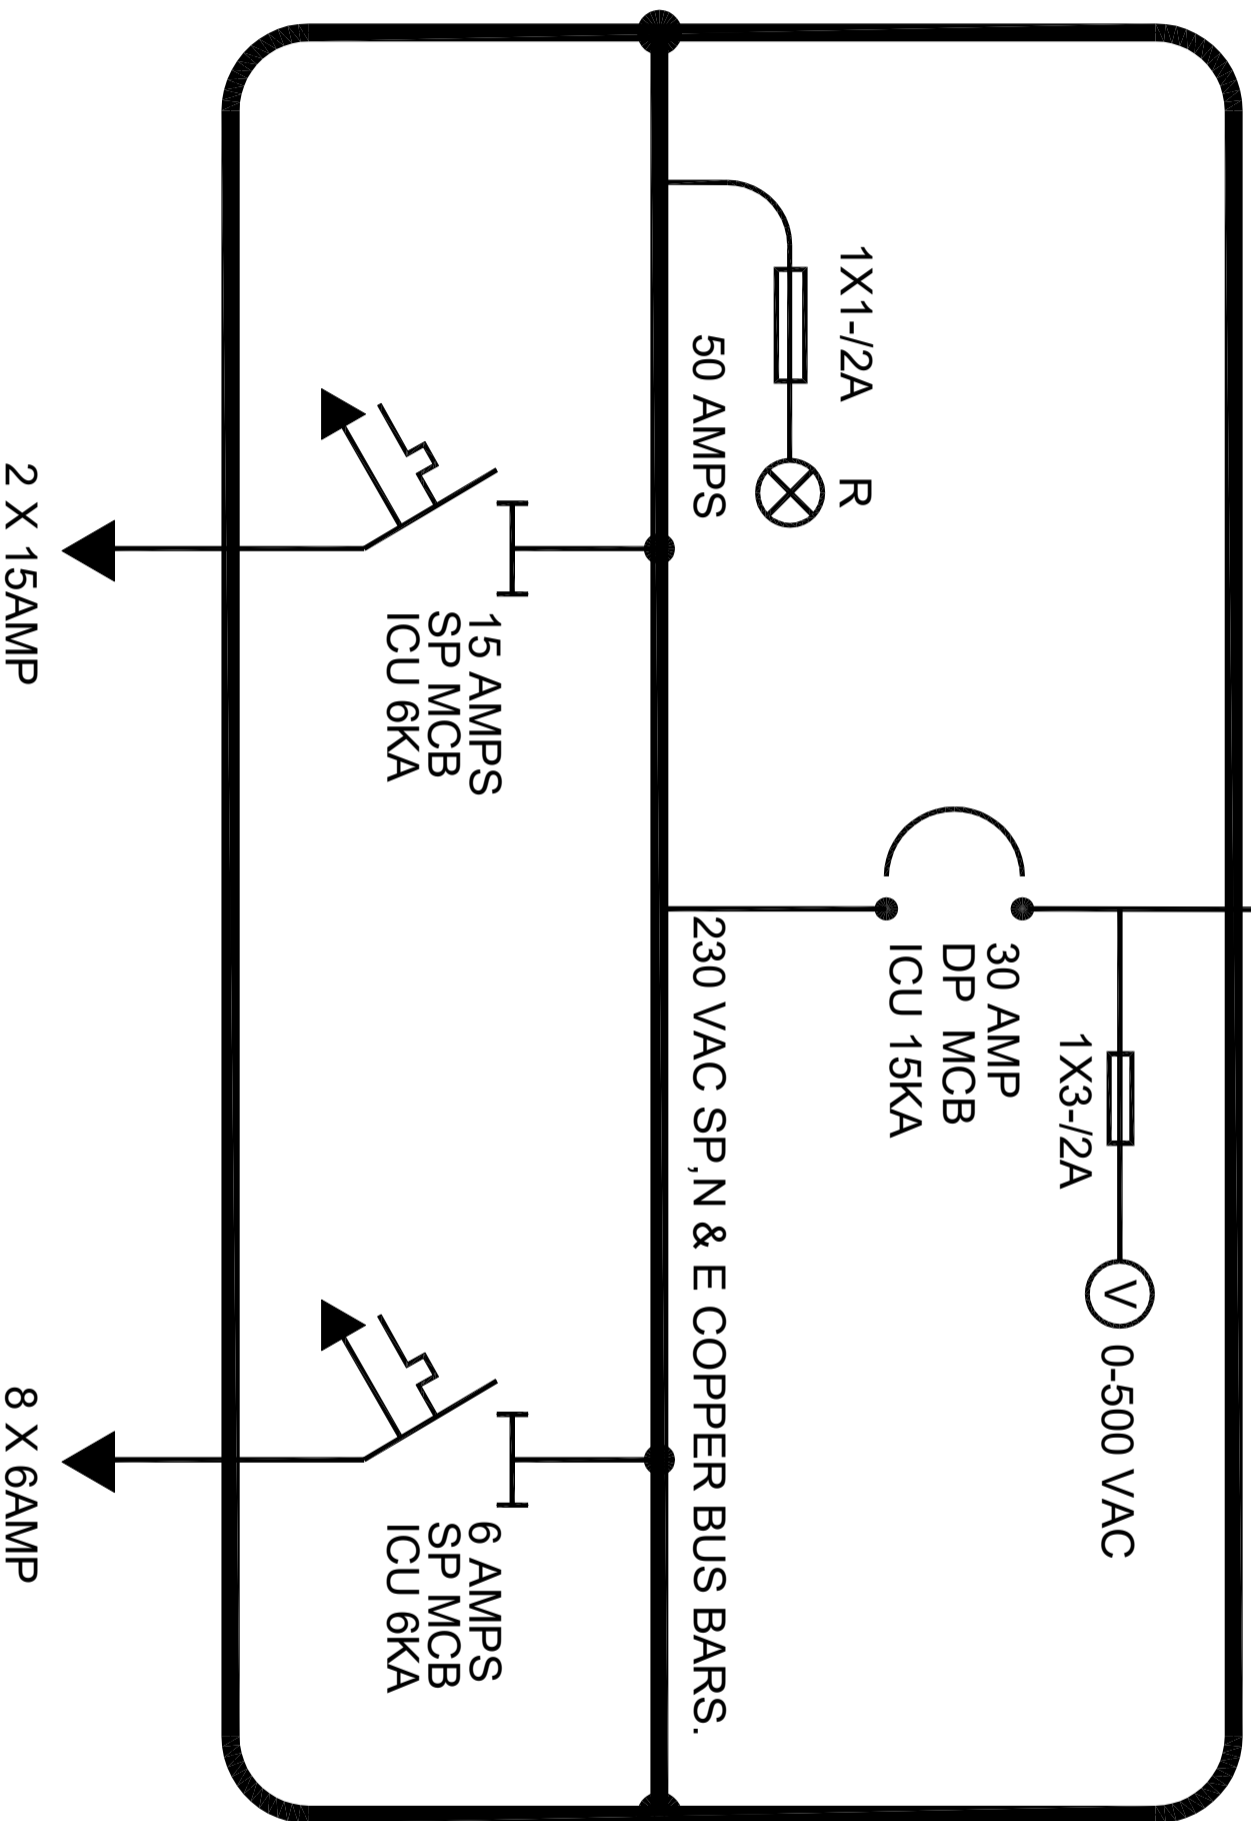 0-500 VAC
V
1X3-/2A
30 AMP
DP MCB
ICU 15KA
1X1-/2A
R
50 AMPS
230 VAC SP,N & E COPPER BUS BARS.
15 AMPS
SP MCB
ICU 6KA
6 AMPS
SP MCB
ICU 6KA
2 X 15AMP
8 X 6AMP